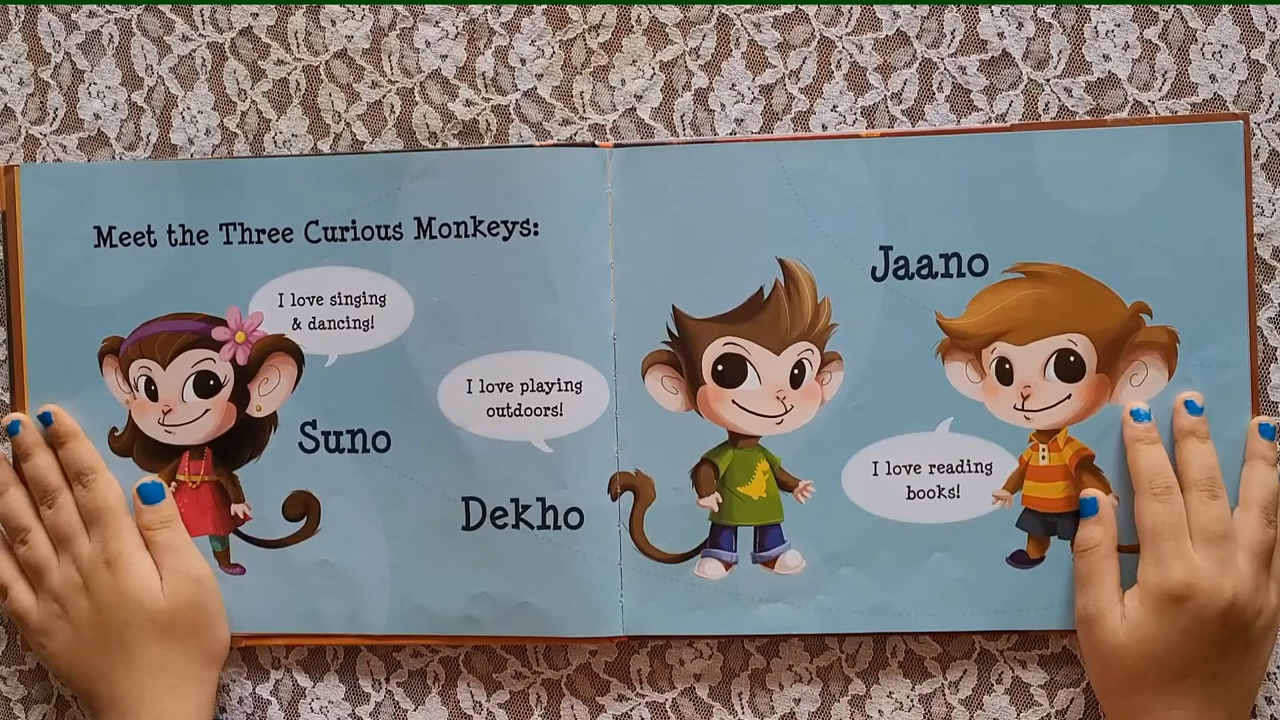 Meet the Three Curious Monkeys:
I love singing
& dancing!
Suno
I love playing
outdoors!
Dekho
Jaano
I love reading
books!